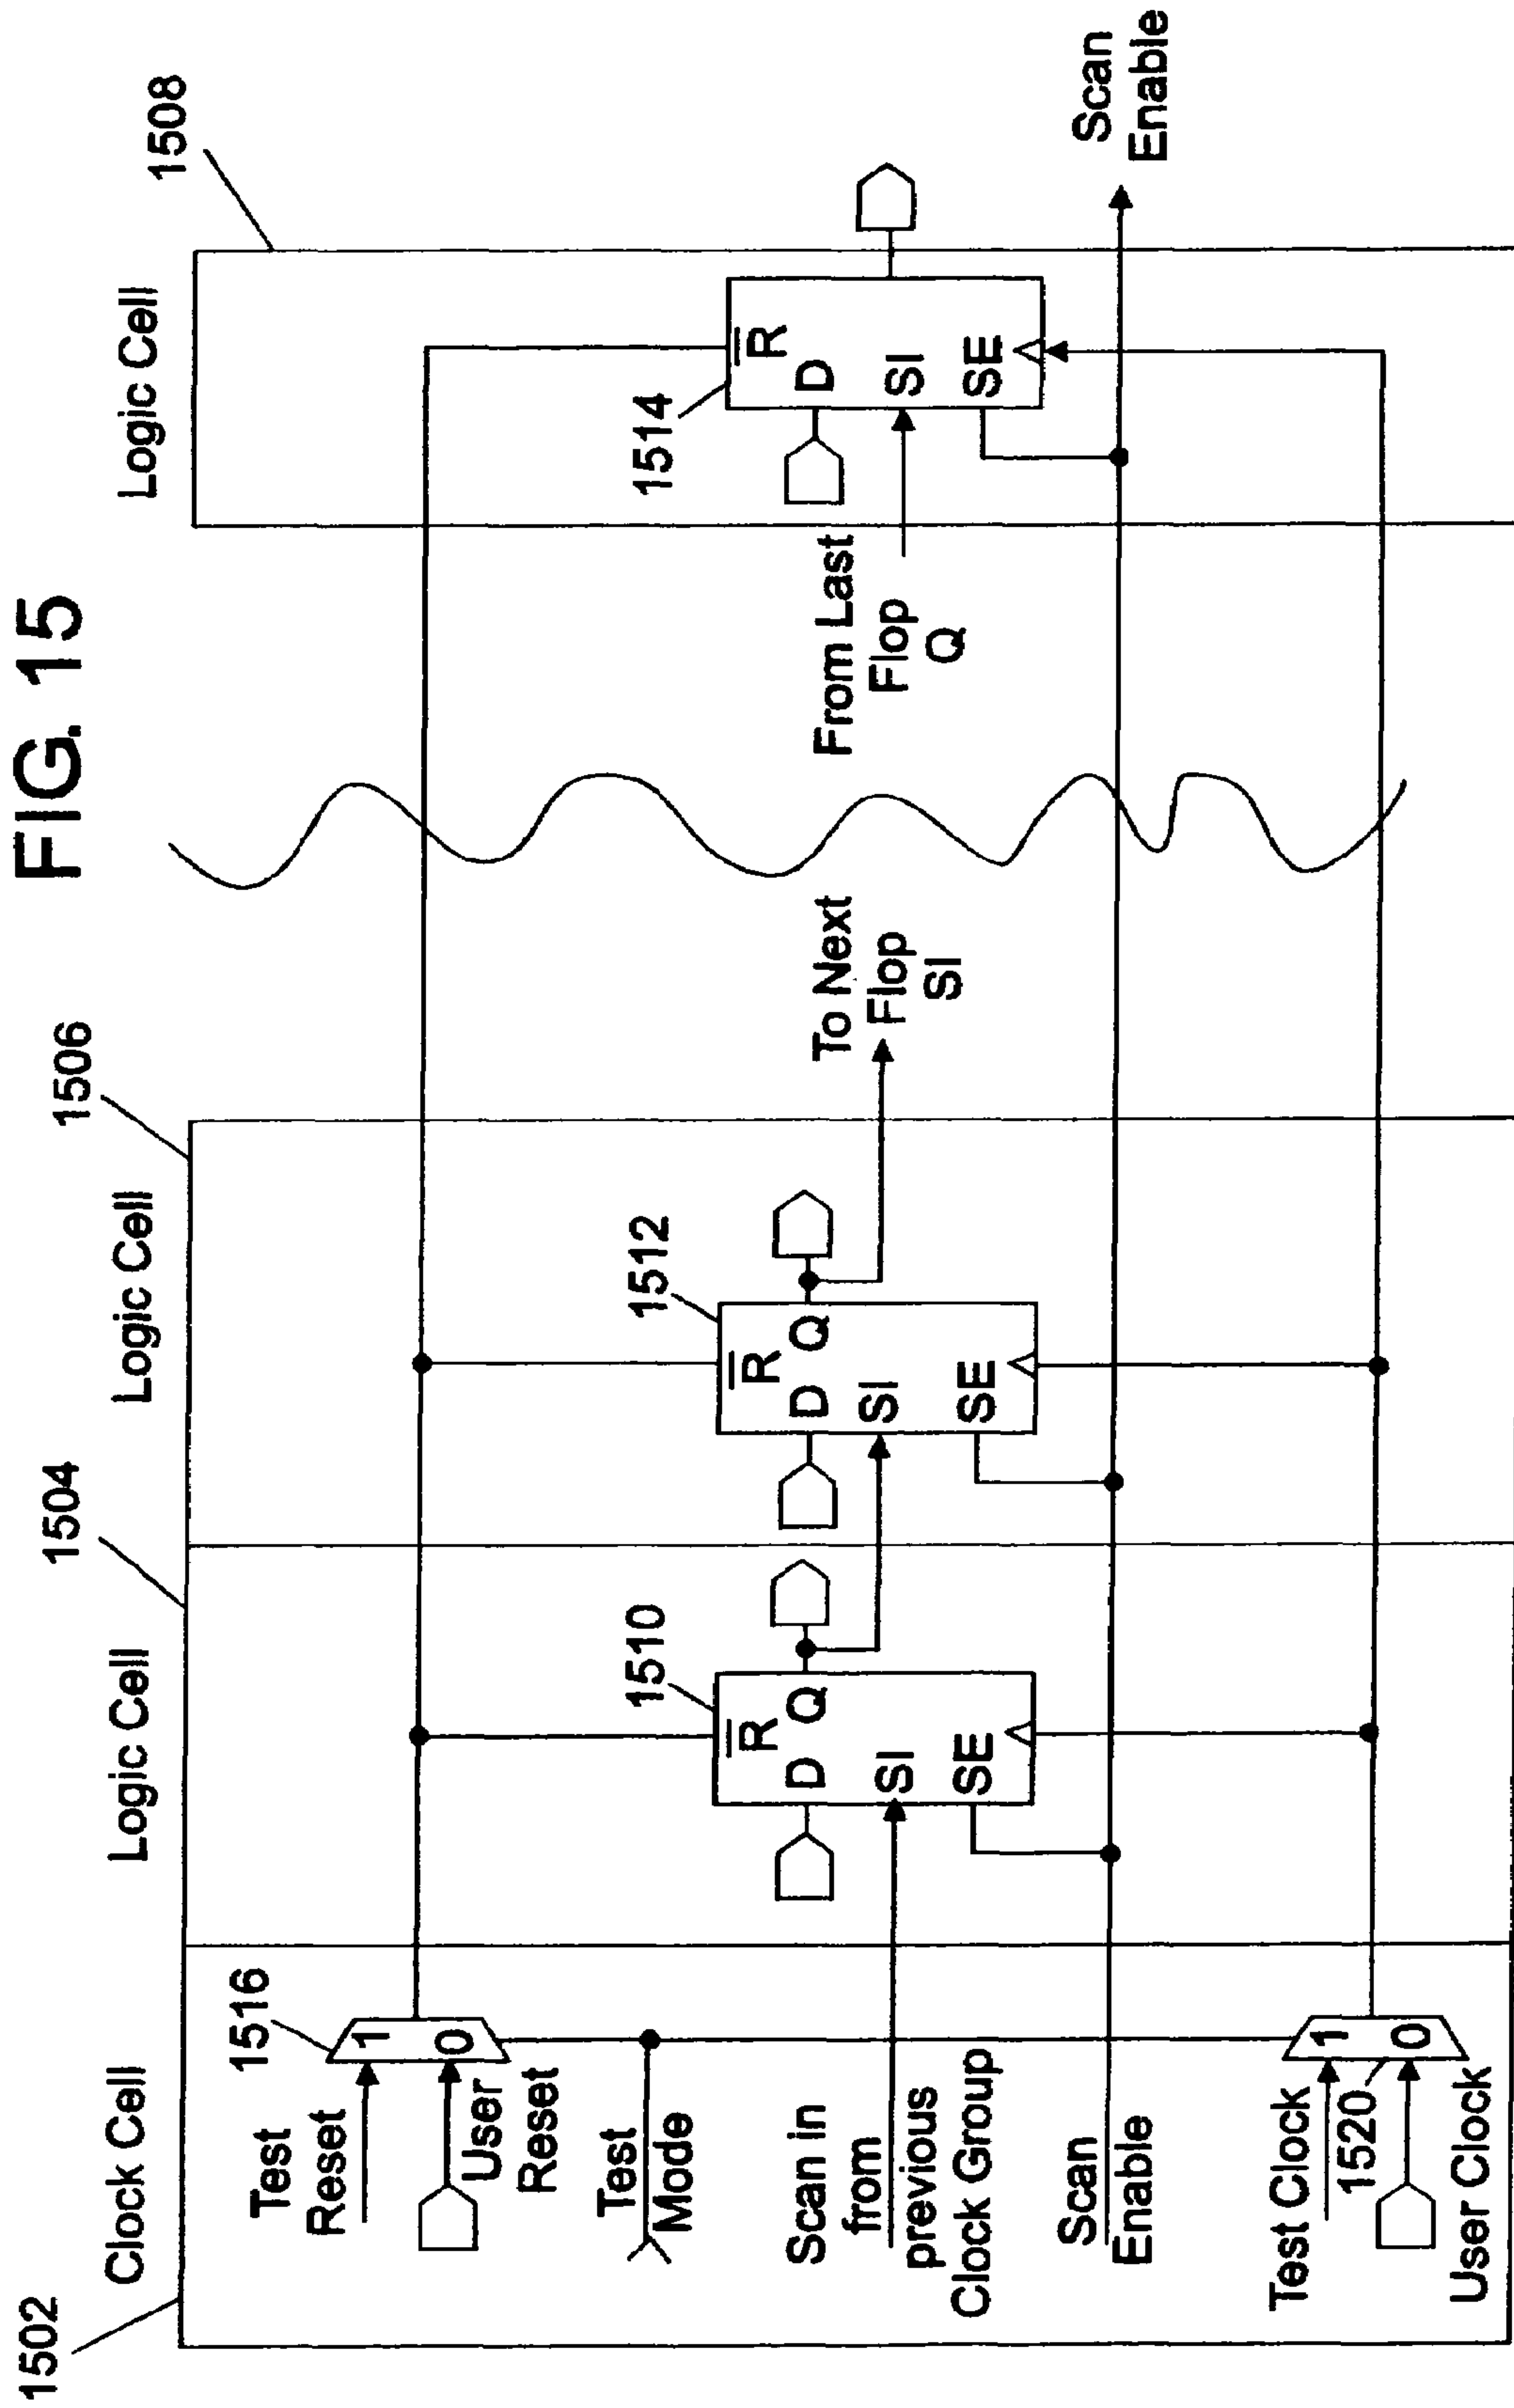 FIG. 15
1502
Clock Cell
1504
Logic Cell
1506
Logic Cell
Logic Cell
1508
1516
1
0
Test
Reset
User
Reset
Test
Mode
Scan in
from
previous
Clock Group
Scan
Enable
Test Clock
1520
1
0
User Clock
1510
R
D Q
SI
SE
1512
R
D Q
SI
SE
To Next
Flop
SI
From Last
Flop
Q
1514
R
D
SI
SE
Scan
Enable